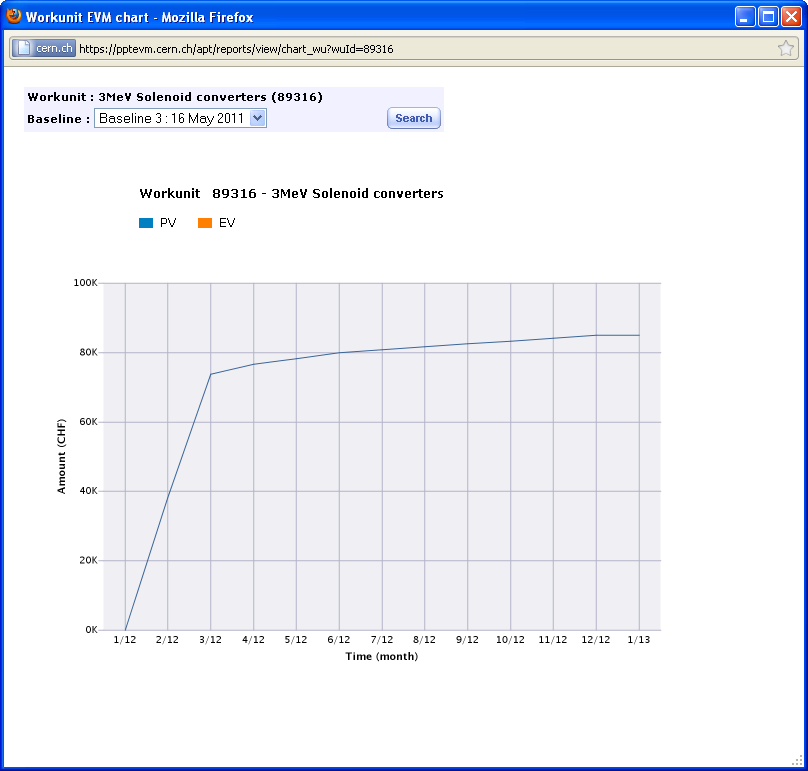 Workunit EVM chart - Mozilla Firefox
cern.ch https://pptevm.cern.ch/apt/reports/view/chart_wu?wuId=89316
Workunit : 3MeV Solenoid converters (89316)
Baseline : Baseline 3 : 16 May 2011 Search
Workunit 89316 - 3MeV Solenoid converters
PV EV
100K
80K
60K
40K
20K
0K
Amount (CHF)
1/12 2/12 3/12 4/12 5/12 6/12 7/12 8/12 9/12 10/12 11/12 12/12 1/13
Time (month)